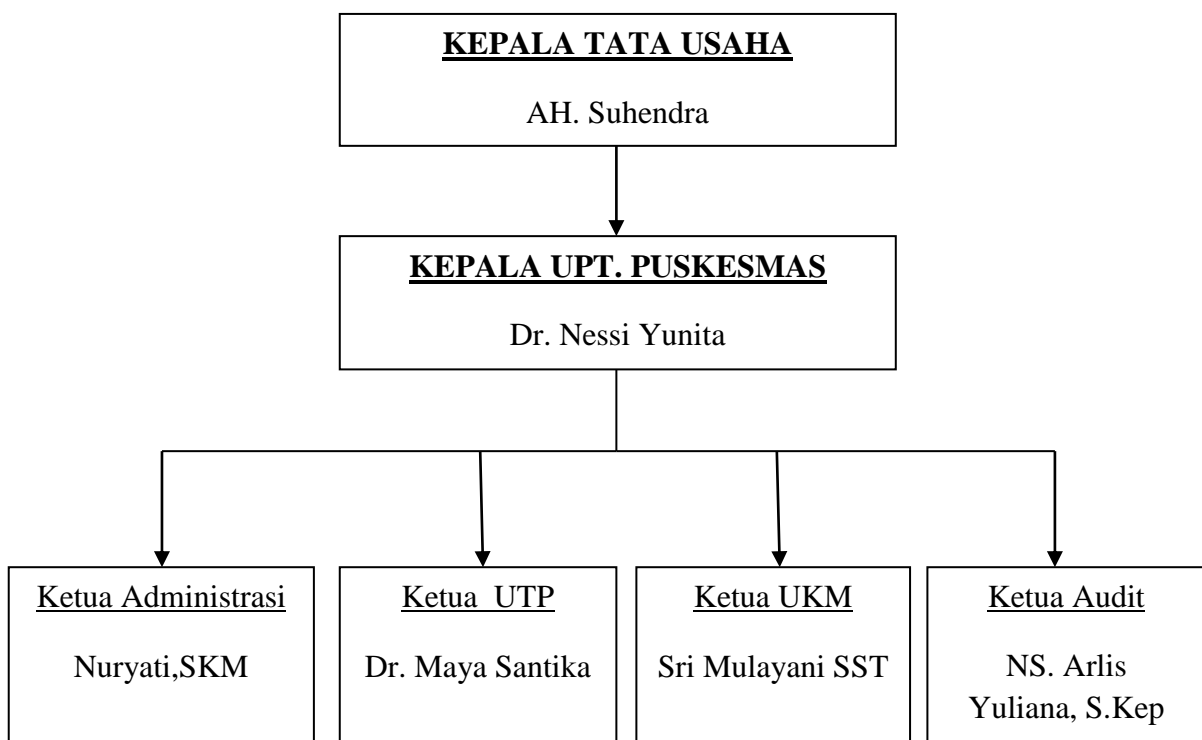 KEPALA TATA USAHA
AH. Suhendra
KEPALA UPT. PUSKESMAS
Dr. Nessi Yunita
Ketua Administrasi
Nuryati,SKM
Ketua  UTP
Dr. Maya Santika
Ketua UKM
Sri Mulayani SST
Ketua Audit
NS. Arlis
Yuliana, S.Kep